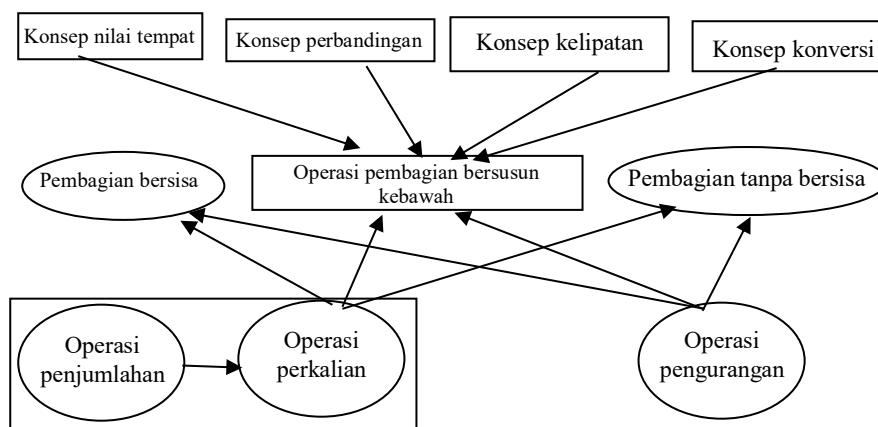 Konsep nilai tempat
Konsep perbandingan
Konsep kelipatan
Konsep konversi
Pembagian bersisa
Operasi pembagian bersusun
kebawah
Pembagian tanpa bersisa
Operasi
penjumlahan
Operasi
perkalian
Operasi
pengurangan